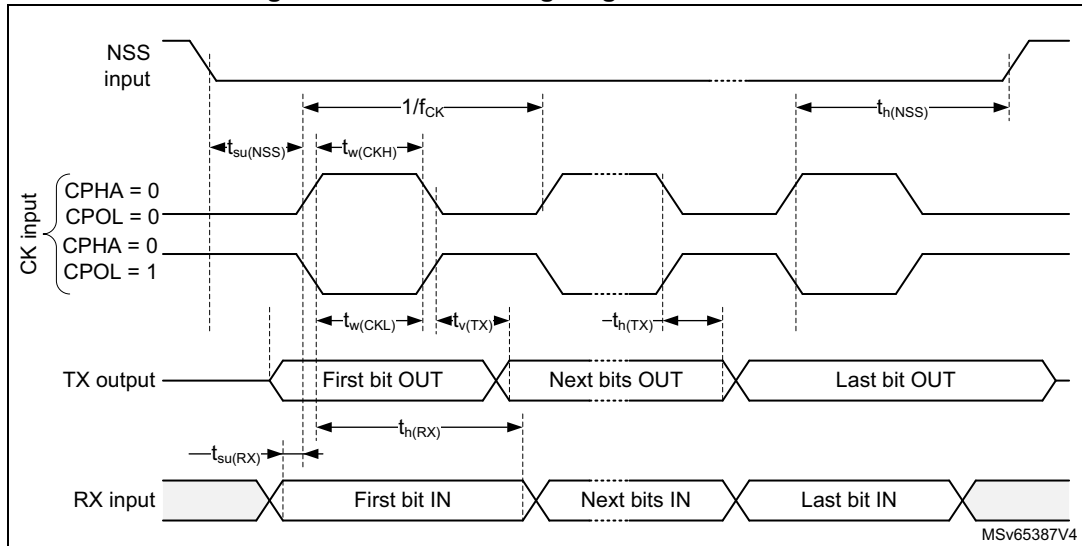 NSS
input
1/fCK
th(NSS)
tsu(NSS)
tw(CKH)
CK input
CPHA = 0
CPOL = 0
CPHA = 0
CPOL = 1
tw(CKL)
tv(TX)
th(TX)
TX output
First bit OUT
Next bits OUT
Last bit OUT
th(RX)
tsu(RX)
RX input
First bit IN
Next bits IN
Last bit IN
MSv65387V4